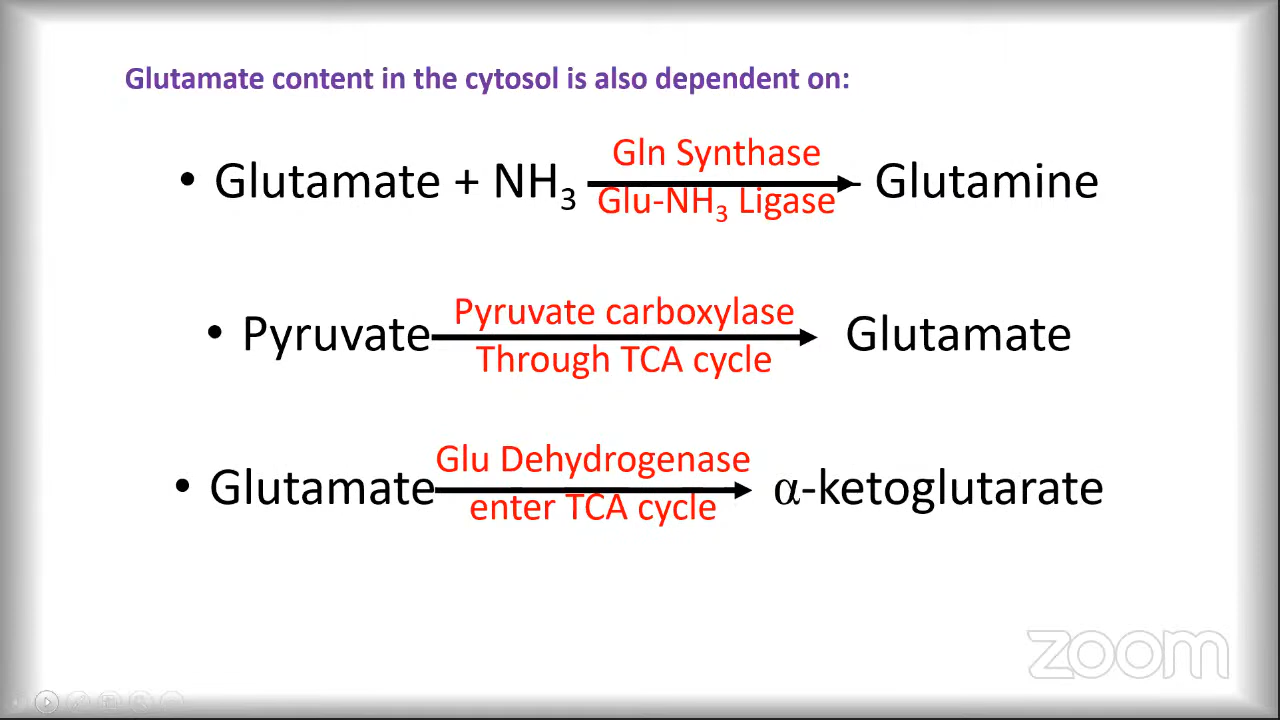 Glutamate content in the cytosol is also dependent on:
Gln Synthase
• Glutamate + NH₃ Glutamine
Glu-NH₃ Ligase
Pyruvate carboxylase
• Pyruvate Glutamate
Through TCA cycle
Glu Dehydrogenase
• Glutamate α-ketoglutarate
enter TCA cycle
zoom